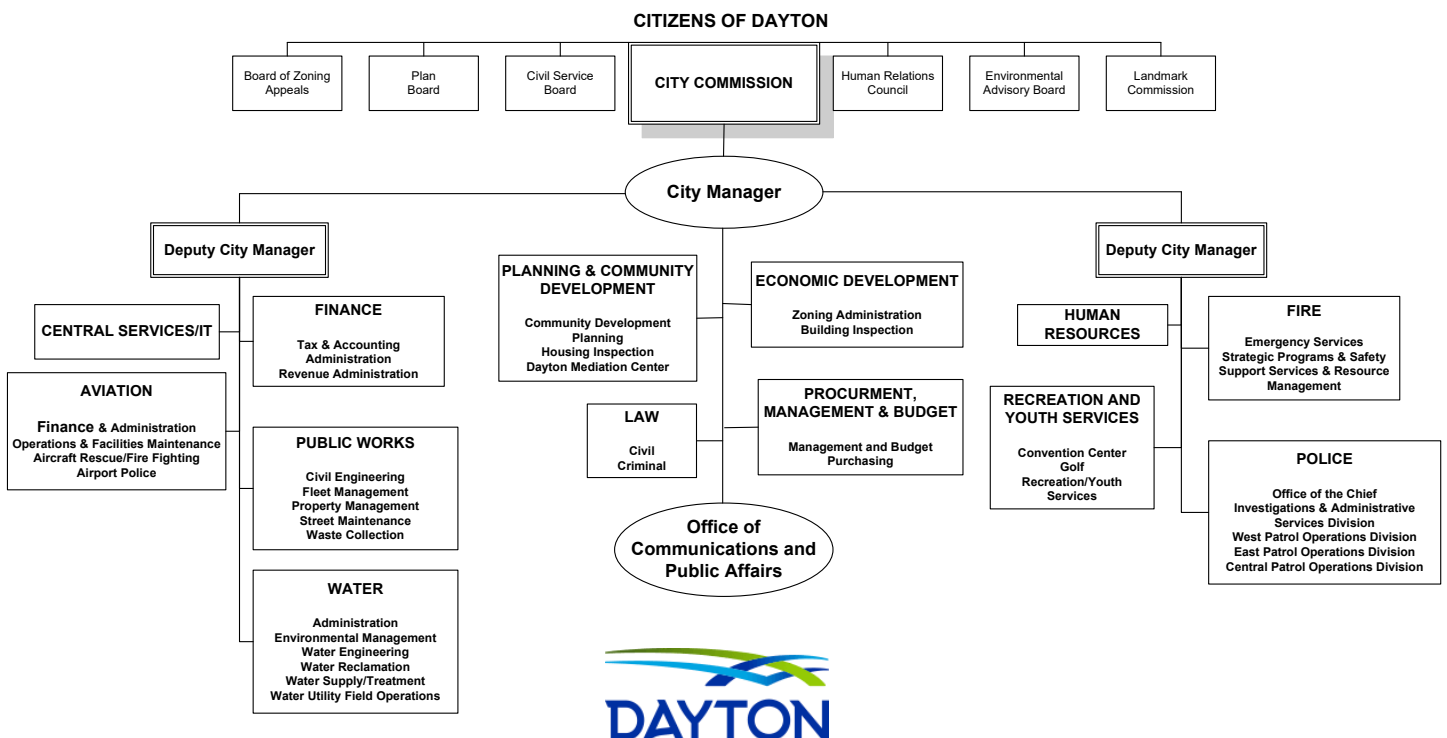 CITIZENS OF DAYTON
Board of Zoning
Appeals
Plan
Board
Civil Service
Board
CITY COMMISSION
Human Relations
Council
Environmental
Advisory Board
Landmark
Commission
City Manager
Deputy City Manager
CENTRAL SERVICES/IT
FINANCE
Tax & Accounting
Administration
Revenue Administration
AVIATION
Finance & Administration
Operations & Facilities Maintenance
Aircraft Rescue/Fire Fighting
Airport Police
PUBLIC WORKS
Civil Engineering
Fleet Management
Property Management
Street Maintenance
Waste Collection
WATER
Administration
Environmental Management
Water Engineering
Water Reclamation
Water Supply/Treatment
Water Utility Field Operations
PLANNING & COMMUNITY
DEVELOPMENT
Community Development
Planning
Housing Inspection
Dayton Mediation Center
ECONOMIC DEVELOPMENT
Zoning Administration
Building Inspection
LAW
Civil
Criminal
PROCURMENT,
MANAGEMENT & BUDGET
Management and Budget
Purchasing
Office of
Communications and
Public Affairs
Deputy City Manager
HUMAN
RESOURCES
FIRE
Emergency Services
Strategic Programs & Safety
Support Services & Resource
Management
RECREATION AND
YOUTH SERVICES
Convention Center
Golf
Recreation/Youth
Services
POLICE
Office of the Chief
Investigations & Administrative
Services Division
West Patrol Operations Division
East Patrol Operations Division
Central Patrol Operations Division
DAYTON